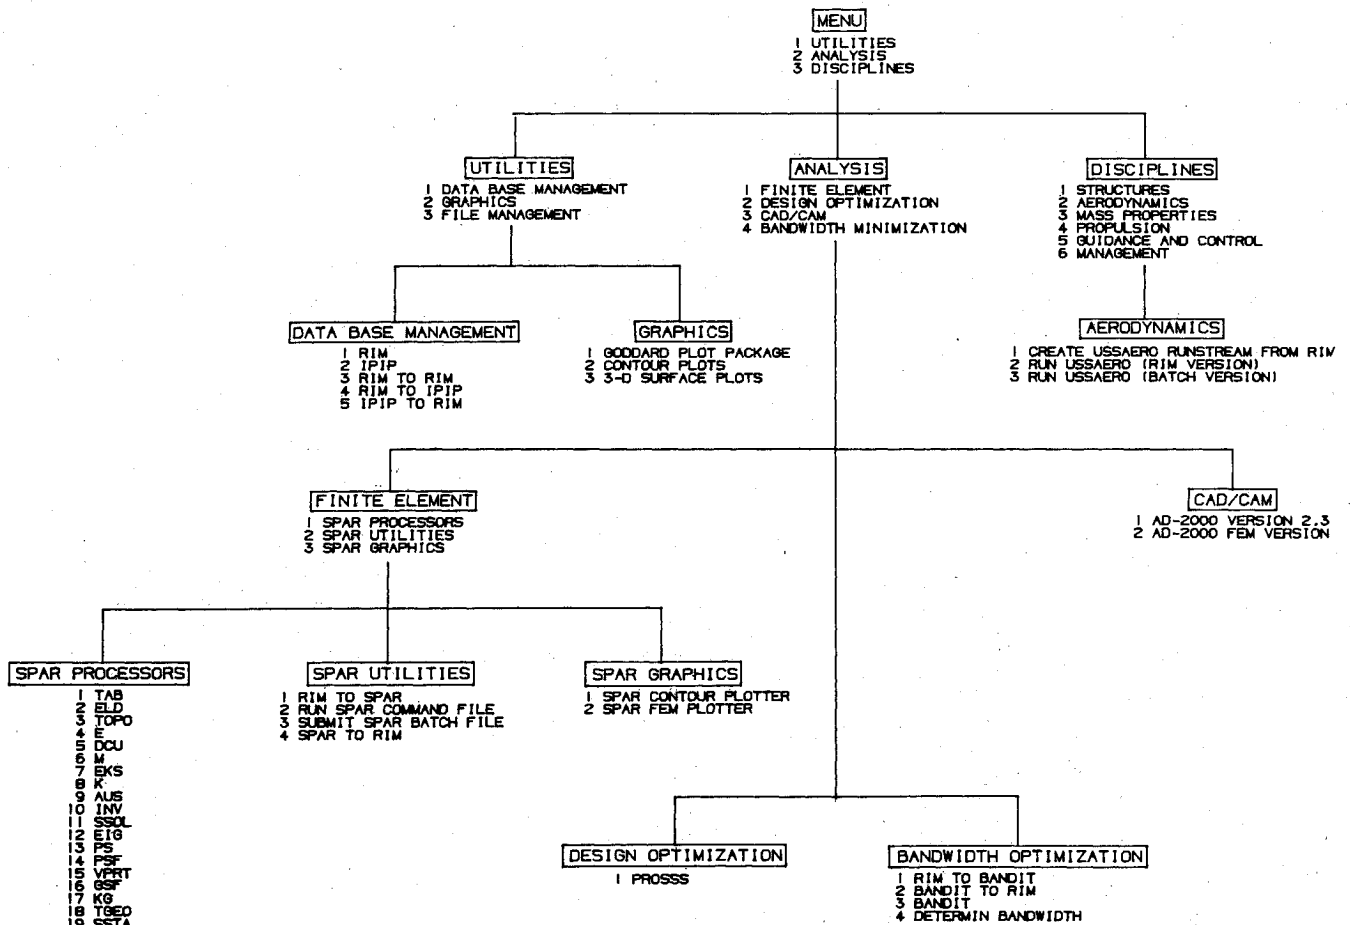 MENU
1 UTILITIES
2 ANALYSIS
3 DISCIPLINES
UTILITIES
1 DATA BASE MANAGEMENT
2 GRAPHICS
3 FILE MANAGEMENT
ANALYSIS
1 FINITE ELEMENT
2 DESIGN OPTIMIZATION
3 CAD/CAM
4 BANDWIDTH MINIMIZATION
DISCIPLINES
1 STRUCTURES
2 AERODYNAMICS
3 MASS PROPERTIES
4 PROPULSION
5 GUIDANCE AND CONTROL
6 MANAGEMENT
DATA BASE MANAGEMENT
1 RIM
2 IPIP
3 RIM TO RIM
4 RIM TO IPIP
5 IPIP TO RIM
GRAPHICS
1 GODDARD PLOT PACKAGE
2 CONTOUR PLOTS
3 3-D SURFACE PLOTS
AERODYNAMICS
1 CREATE USSAERO RUNSTREAM FROM RIM
2 RUN USSAERO (RIM VERSION)
3 RUN USSAERO (BATCH VERSION)
FINITE ELEMENT
1 SPAR PROCESSORS
2 SPAR UTILITIES
3 SPAR GRAPHICS
CAD/CAM
1 AD-2000 VERSION 2.3
2 AD-2000 FEM VERSION
SPAR PROCESSORS
1 TAB
2 ELD
3 TOPO
4 E
5 DCU
6 M
7 EKS
8 K
9 AUS
10 INV
11 SSOL
12 EIG
13 PS
14 PSF
15 VPRT
16 GSF
17 KG
18 TGEO
19 SSTA
SPAR UTILITIES
1 RIM TO SPAR
2 RUN SPAR COMMAND FILE
3 SUBMIT SPAR BATCH FILE
4 SPAR TO RIM
SPAR GRAPHICS
1 SPAR CONTOUR PLOTTER
2 SPAR FEM PLOTTER
DESIGN OPTIMIZATION
1 PROSSS
BANDWIDTH OPTIMIZATION
1 RIM TO BANDIT
2 BANDIT TO RIM
3 BANDIT
4 DETERMIN BANDWIDTH